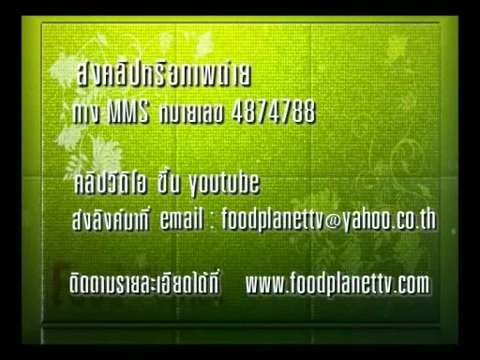 ส่งคลิปหรือภาพถ่าย
ทาง MMS หมายเลข 4874788
คลิปวีดีโอ ขึ้น youtube
ส่งลิงค์มาที่ email : foodplanettv@yahoo.co.th
ติดตามรายละเอียดได้ที่ www.foodplanettv.com